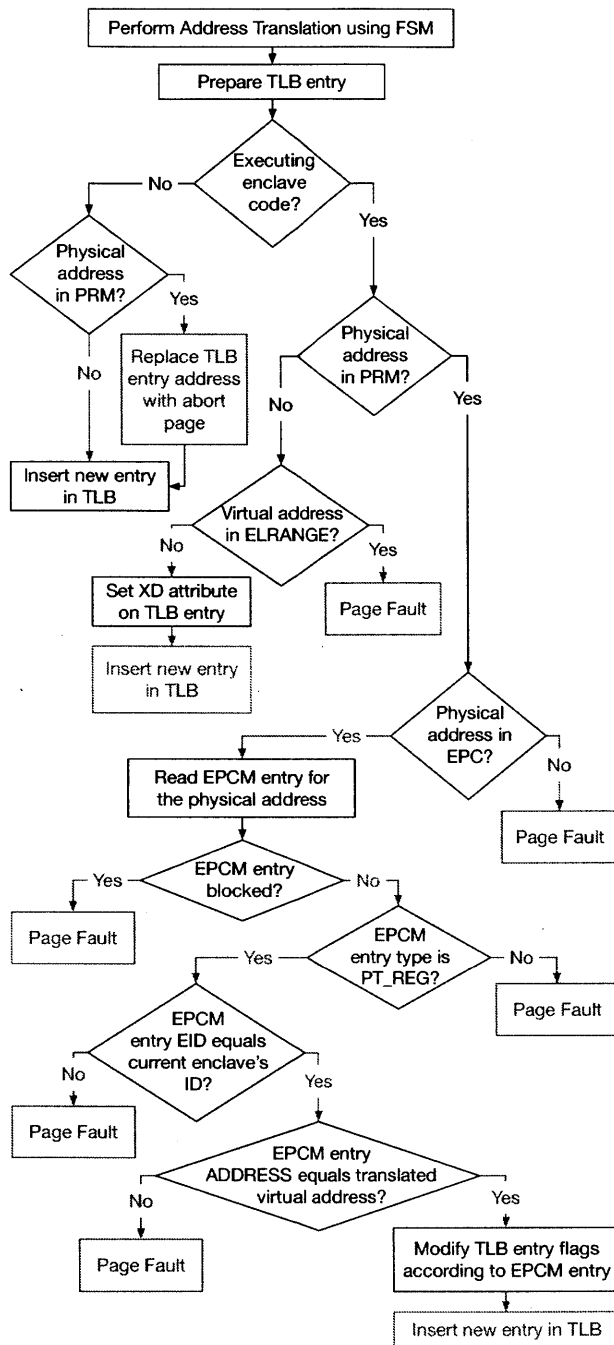 Perform Address Translation using FSM
Prepare TLB entry
Executing
enclave
code?
No
Yes
Physical
address
in PRM?
Yes
No
Replace TLB
entry address
with abort
page
Insert new entry
in TLB
Physical
address
in PRM?
No
Yes
Virtual address
in ELRANGE?
No
Yes
Set XD attribute
on TLB entry
Page Fault
Insert new entry
in TLB
Physical
address in
EPC?
Yes
No
Read EPCM entry for
the physical address
Page Fault
EPCM entry
blocked?
Yes
No
Page Fault
EPCM
entry type is
PT_REG?
Yes
No
Page Fault
EPCM
entry EID equals
current enclave's
ID?
No
Yes
Page Fault
EPCM entry
ADDRESS equals translated
virtual address?
No
Yes
Page Fault
Modify TLB entry flags
according to EPCM entry
Insert new entry in TLB